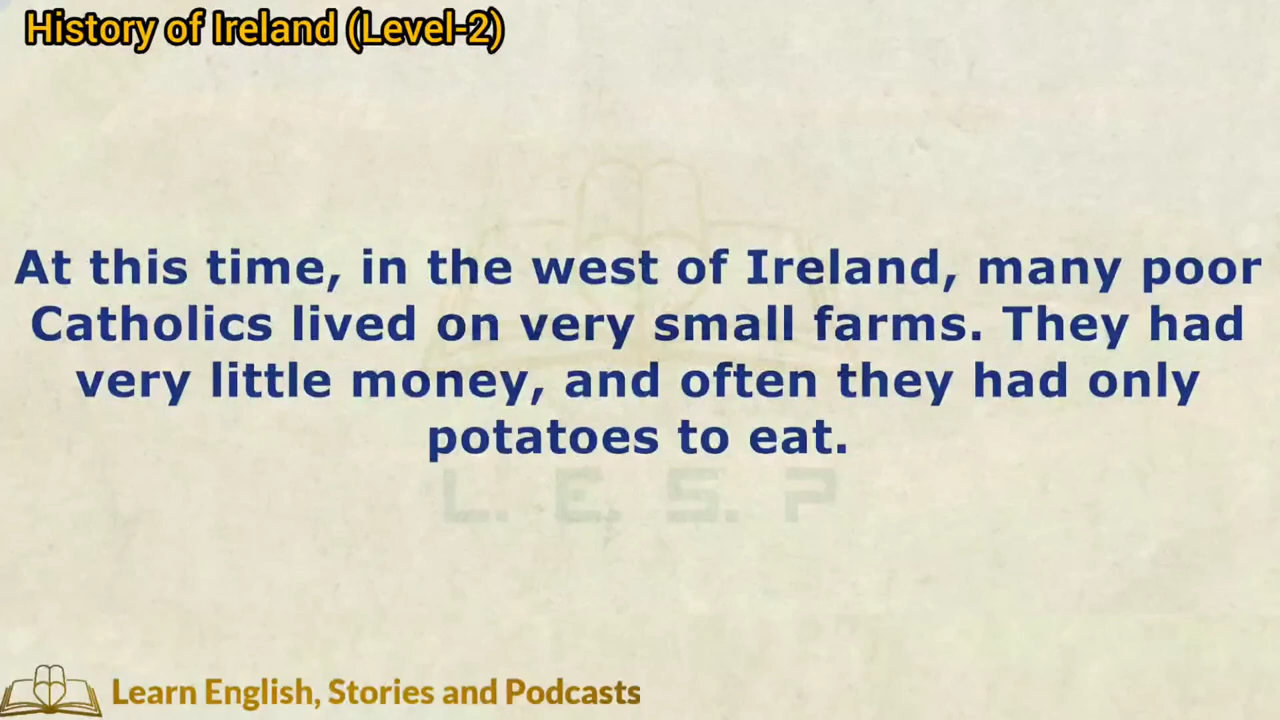 History of Ireland (Level-2)
At this time, in the west of Ireland, many poor
Catholics lived on very small farms. They had
very little money, and often they had only
potatoes to eat.
L. E. S. P
Learn English, Stories and Podcasts